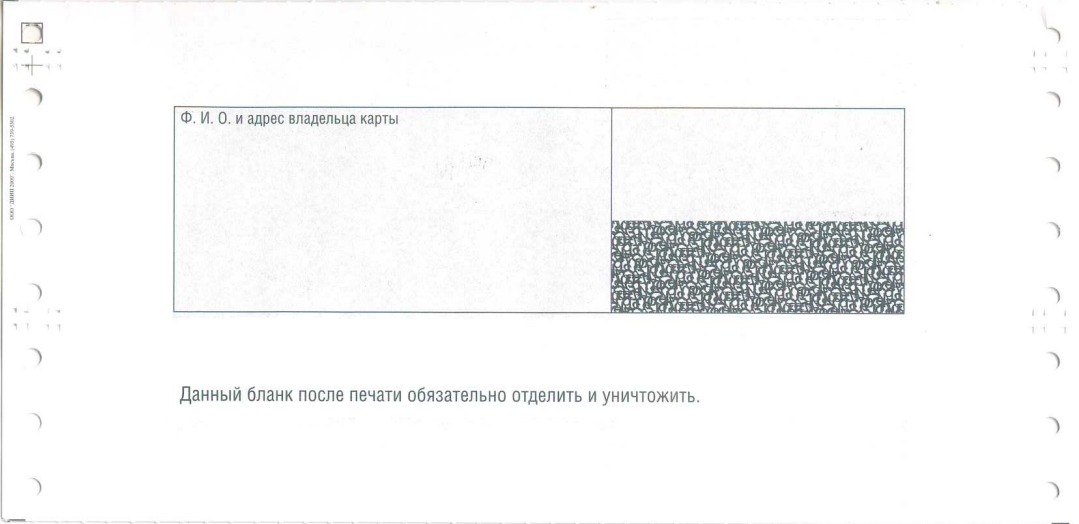 Ф. И. О. и адрес владельца карты
Данный бланк после печати обязательно отделить и уничтожить.